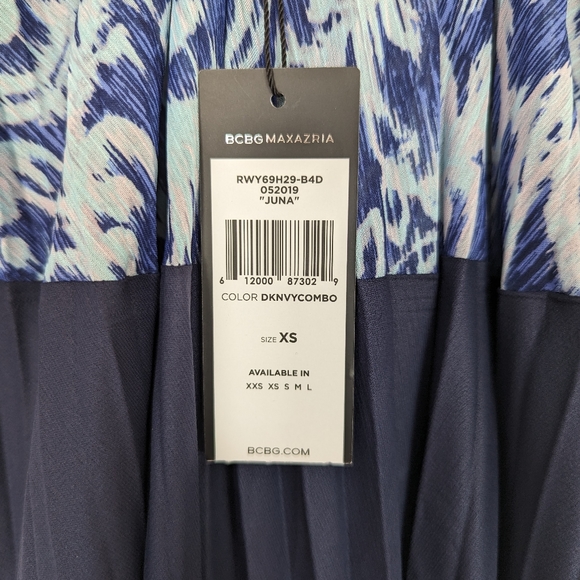 BCBGMAXAZRIA
RWY69H29-B4D
052019
"JUNA"
6 12000 87302 9
COLOR DKNVYCOMBO
SIZE XS
AVAILABLE IN
XXS XS S M L
BCBG.COM